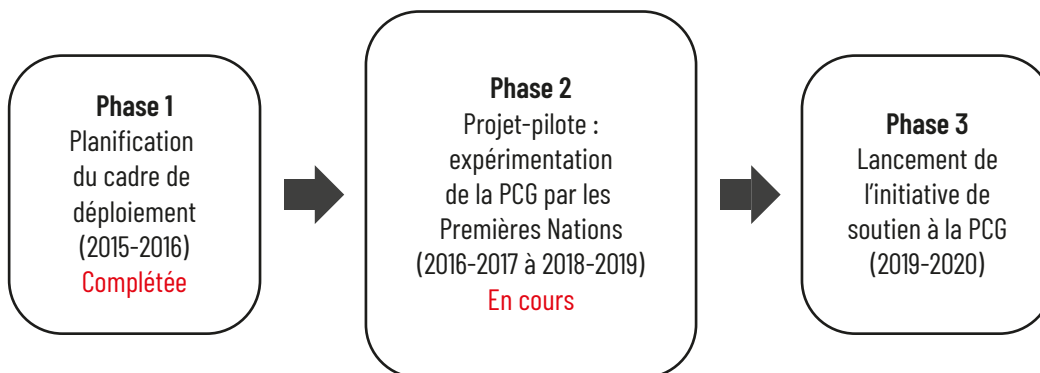 Phase 1
Planification
du cadre de
déploiement
(2015-2016)
Complétée
Phase 2
Projet-pilote :
expérimentation
de la PCG par les
Premières Nations
(2016-2017 à 2018-2019)
En cours
Phase 3
Lancement de
l'initiative de
soutien à la PCG
(2019-2020)